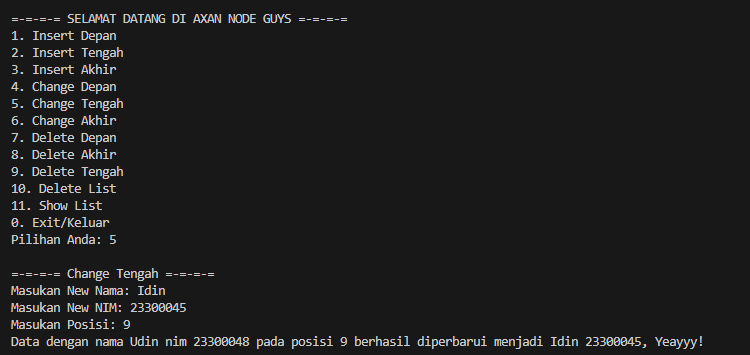 =-=-=-= SELAMAT DATANG DI AXAN NODE GUYS =-=-=-=
1. Insert Depan
2. Insert Tengah
3. Insert Akhir
4. Change Depan
5. Change Tengah
6. Change Akhir
7. Delete Depan
8. Delete Akhir
9. Delete Tengah
10. Delete List
11. Show List
0. Exit/Keluar
Pilihan Anda: 5
=-=-=-= Change Tengah =-=-=-=
Masukan New Nama: Idin
Masukan New NIM: 23300045
Masukan Posisi: 9
Data dengan nama Udin nim 23300048 pada posisi 9 berhasil diperbarui menjadi Idin 23300045, Yeayyy!